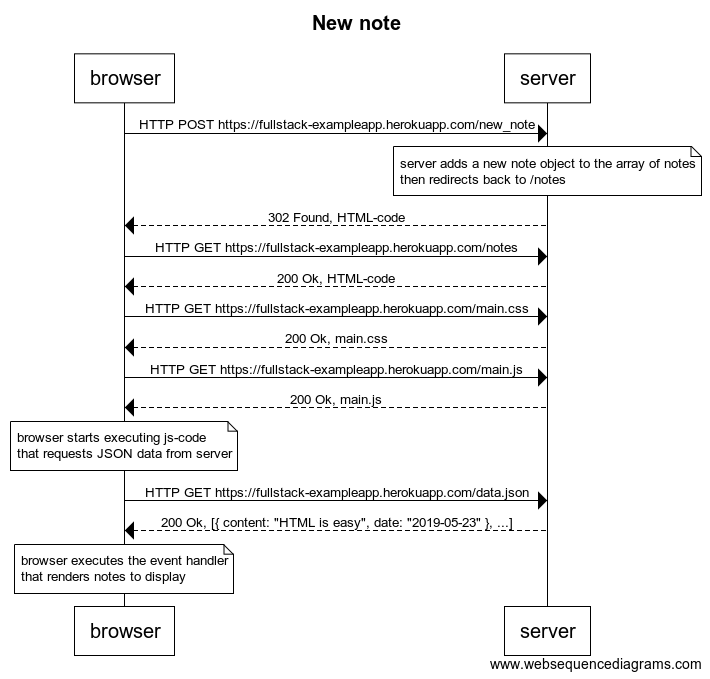 New note
browser
server
HTTP POST https://fullstack-exampleapp.herokuapp.com/new_note
server adds a new note object to the array of notes
then redirects back to /notes
302 Found, HTML-code
HTTP GET https://fullstack-exampleapp.herokuapp.com/notes
200 Ok, HTML-code
HTTP GET https://fullstack-exampleapp.herokuapp.com/main.css
200 Ok, main.css
HTTP GET https://fullstack-exampleapp.herokuapp.com/main.js
200 Ok, main.js
browser starts executing js-code
that requests JSON data from server
HTTP GET https://fullstack-exampleapp.herokuapp.com/data.json
200 Ok, [{ content: "HTML is easy", date: "2019-05-23" }, ...]
browser executes the event handler
that renders notes to display
browser
server
www.websequencediagrams.com